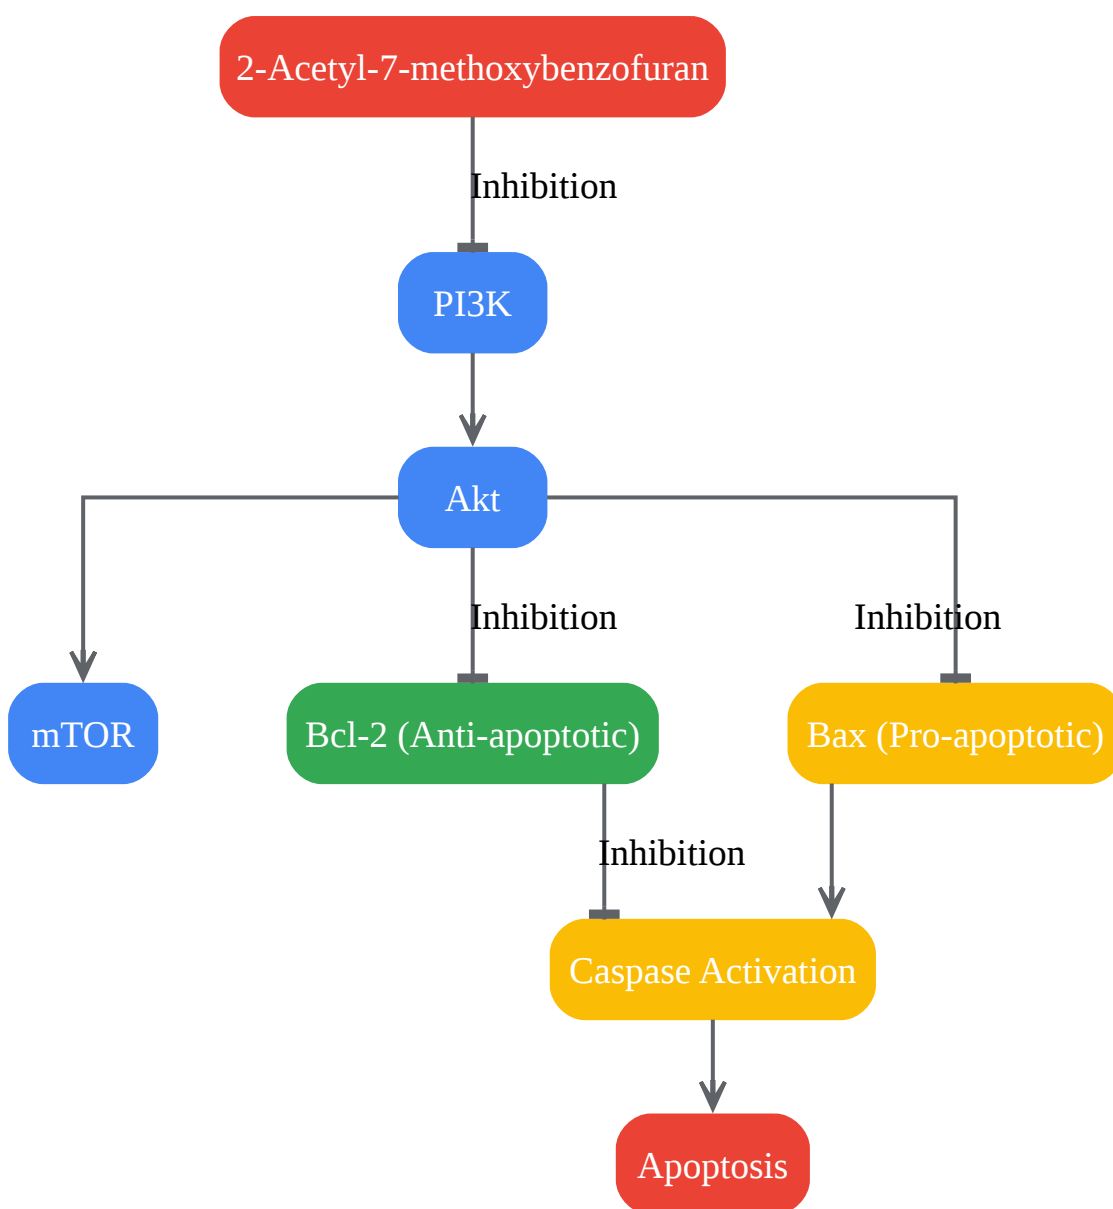 2-Acetyl-7-methoxybenzofuran
Inhibition
PI3K
Akt
Inhibition
Inhibition
mTOR
Bcl-2 (Anti-apoptotic)
Bax (Pro-apoptotic)
Inhibition
Caspase Activation
Apoptosis